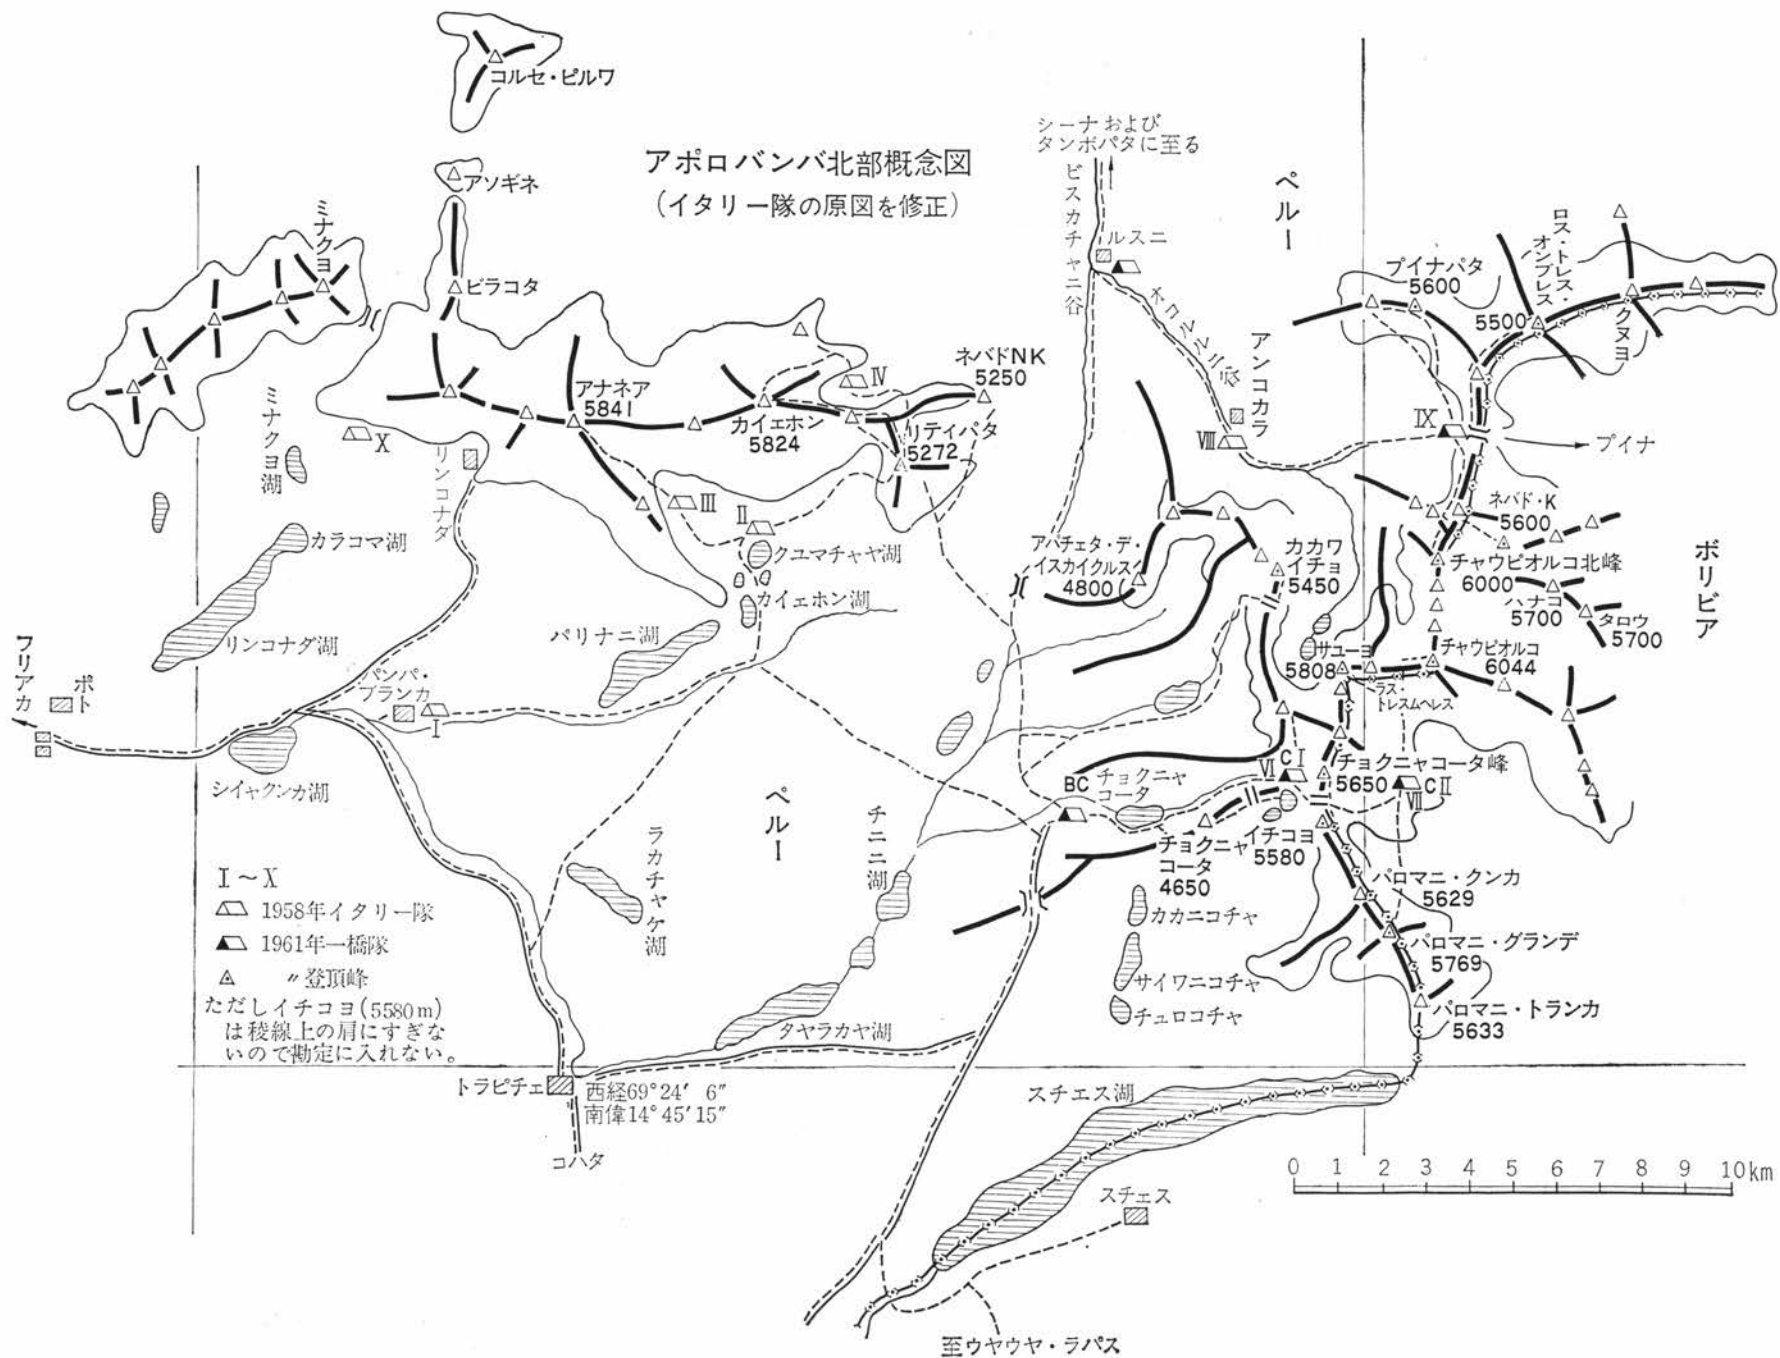 アポロバンバ北部概念図
(イタリー隊の原図を修正)
コルセ・ピルワ
アソギネ
ミナクヨ
ビラコタ
シーナおよび
タンボパタに至る
ビスカチャニ谷
ルスニ
ペルー
プイナパタ
5600
ロス・トレス・
オンブレス
5500
クヌヨ
アンコカラ
ネバドNK
5250
IV
アナネア
5841
カイェホン
5824
リティパタ
5272
ミナクヨ湖
X
リンコナダ
III
II
VIII
IX
プイナ
カラコマ湖
クユマチャヤ湖
カイェホン湖
アパチェタ・デ・
イスカイクルス
4800
カカワ
イチョ
5450
ネバド・K
5600
チャウピオルコ北峰
6000
ハナコ
5700
タロウ
5700
ボリビア
リンコナダ湖
パリナニ湖
サユーヨ
5808
チャウピオルコ
6044
ラス・
トレスムヘレス
フリアカ
ポト
パンパ・
ブランカ
I
シイャクンカ湖
ペルー
BC
チョクニャ
コータ
VI
CI
チョクニャコータ峰
5650
VII
CII
チニニ湖
ラカチャケ湖
チョクニャ
コータ
4650
イチコヨ
5580
パロマニ・クンカ
5629
カカニコチャ
パロマニ・グランデ
5769
サイワニコチャ
チュロコチャ
パロマニ・トランカ
5633
I～X
1958年イタリー隊
1961年一橋隊
〃登頂峰
ただしイチコヨ(5580m)
は稜線上の肩にすぎな
いので勘定に入れない。
タヤラカヤ湖
トラピチェ
西経69°24′6″
南偉14°45′15″
コハタ
スチエス湖
スチェス
0 1 2 3 4 5 6 7 8 9 10km
至ウヤウヤ・ラパス